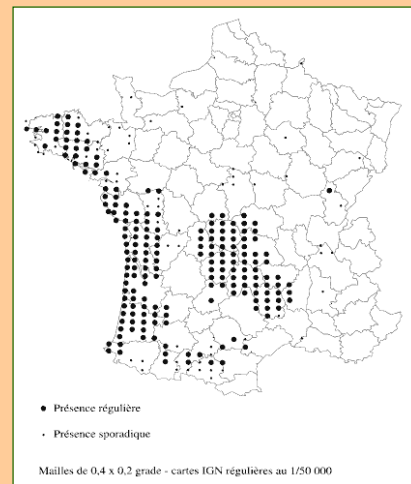 Présence régulière
Présence sporadique
Mailles de 0,4 x 0,2 grade - cartes IGN régulières au 1/50 000